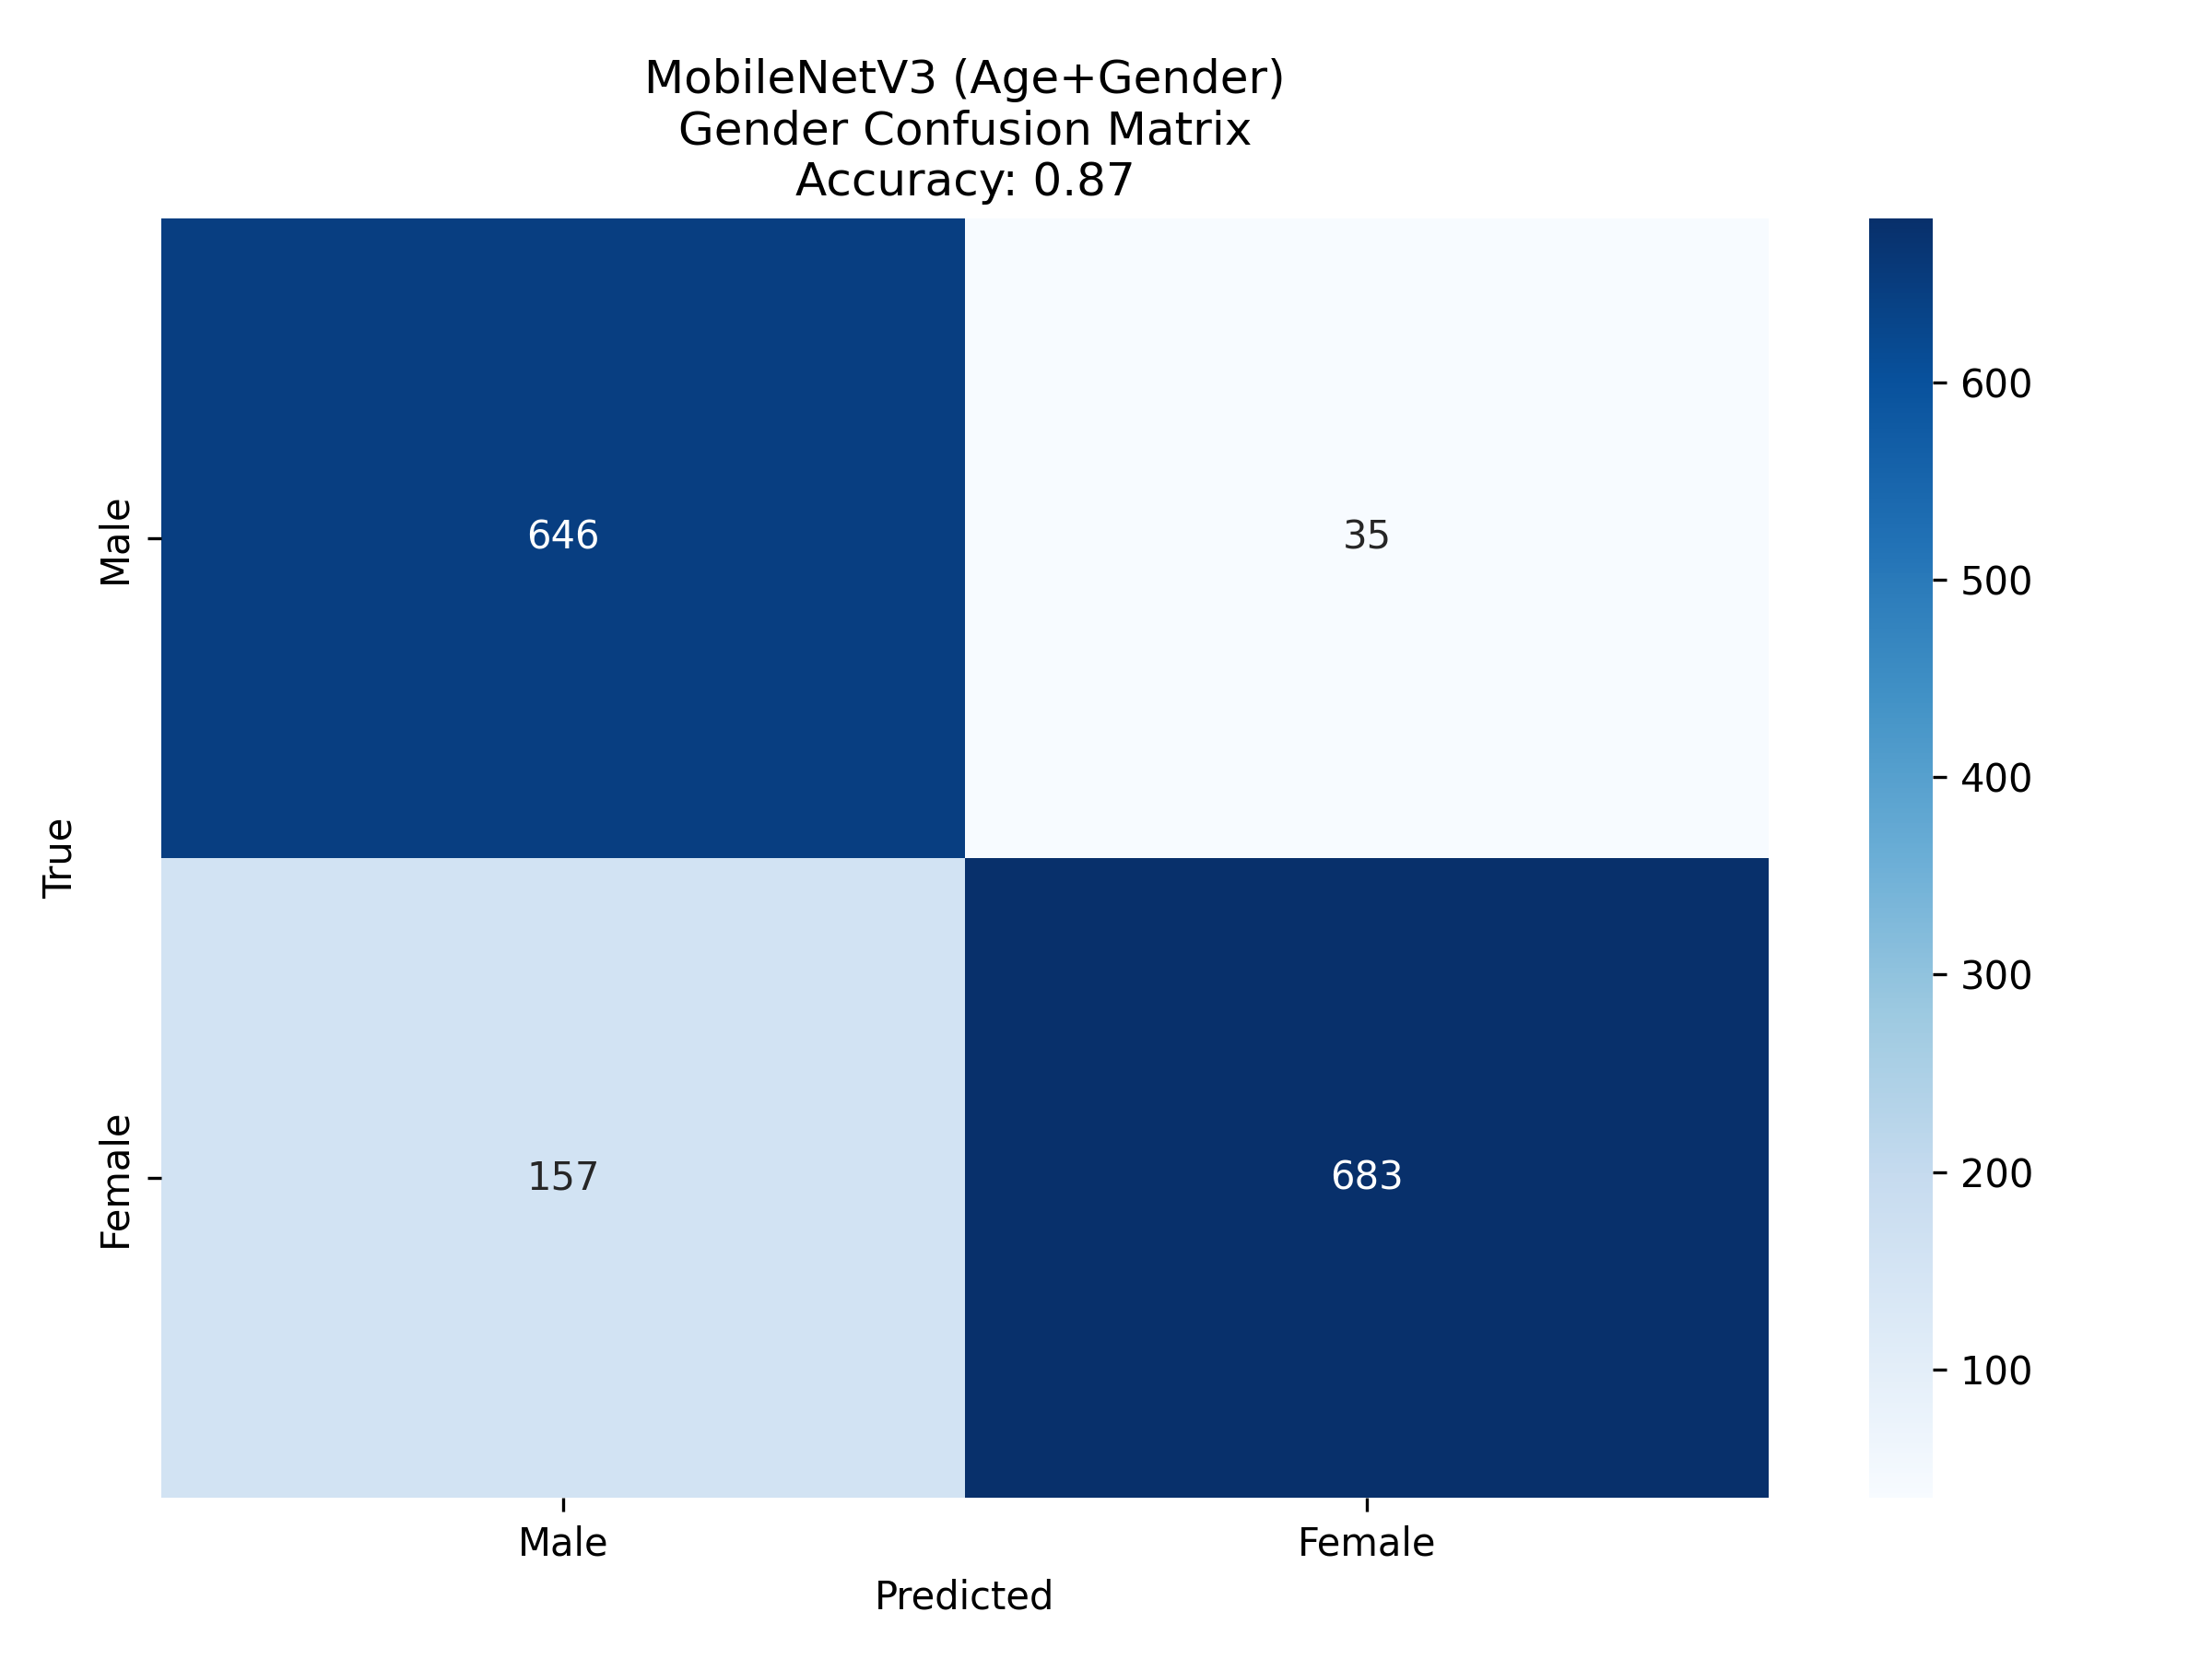 MobileNetV3 (Age+Gender)
Gender Confusion Matrix
Accuracy: 0.87
True
Male
646
35
Female
157
683
Male
Female
Predicted
600
500
400
300
200
100